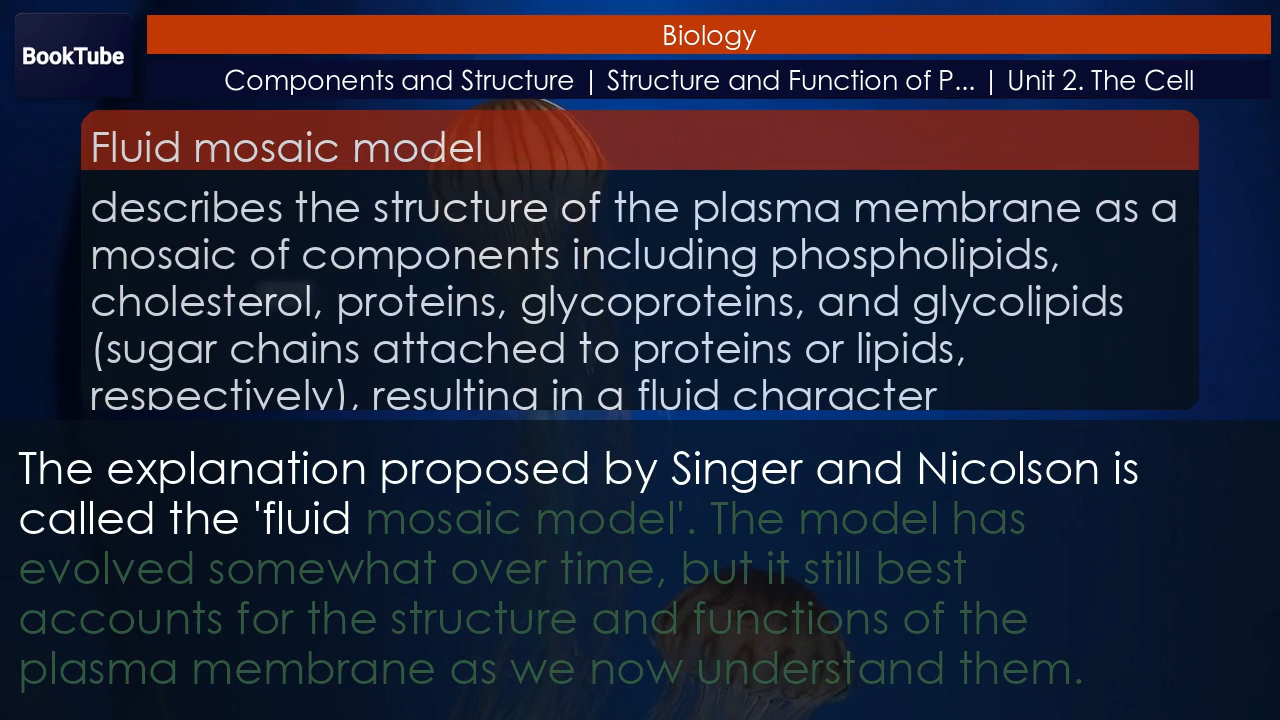 BookTube
Biology
Components and Structure | Structure and Function of P... | Unit 2. The Cell
Fluid mosaic model
describes the structure of the plasma membrane as a
mosaic of components including phospholipids,
cholesterol, proteins, glycoproteins, and glycolipids
(sugar chains attached to proteins or lipids,
respectively), resulting in a fluid character
The explanation proposed by Singer and Nicolson is
called the 'fluid mosaic model'. The model has
evolved somewhat over time, but it still best
accounts for the structure and functions of the
plasma membrane as we now understand them.